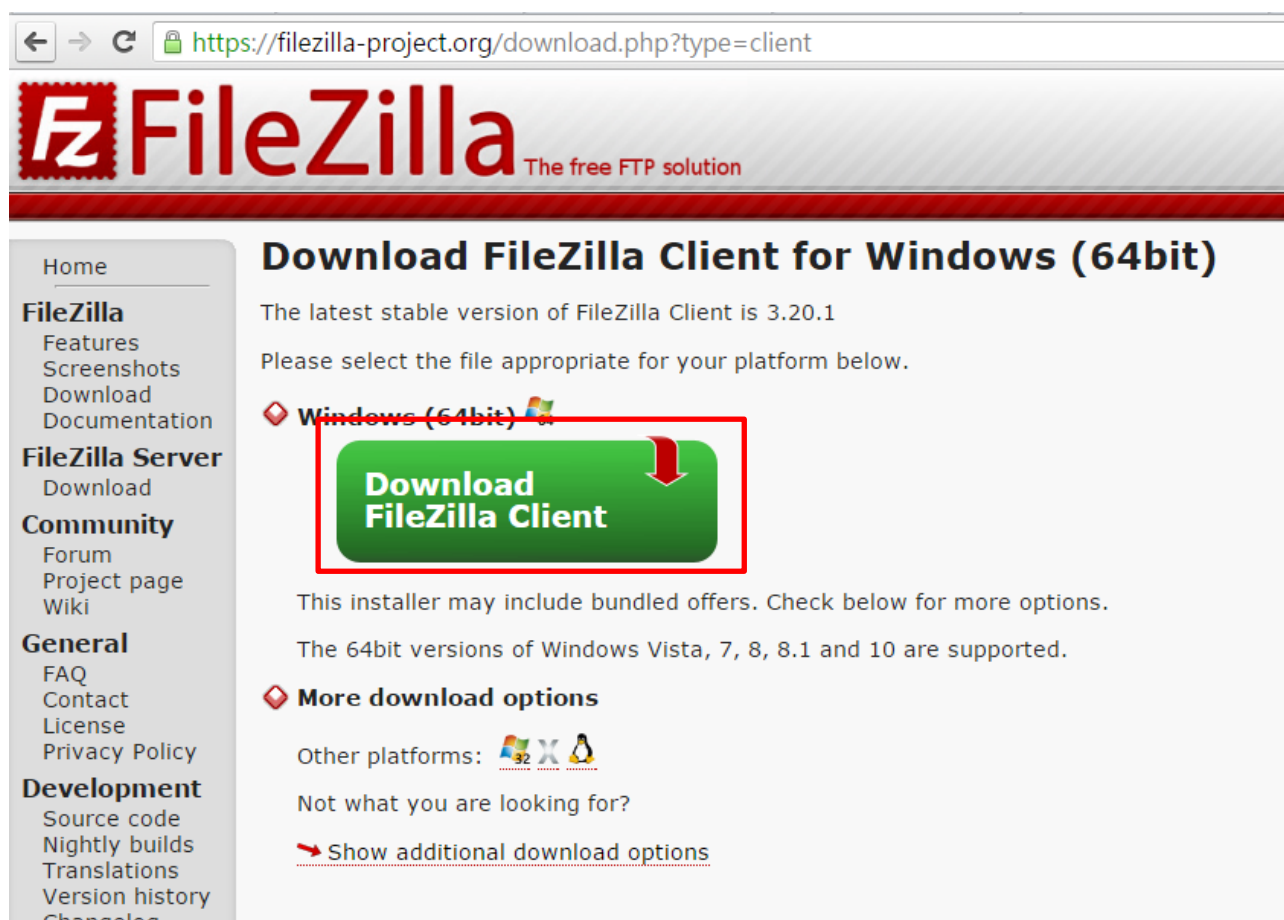 https://filezilla-project.org/download.php?type=client
Fz FileZilla The free FTP solution
Home
FileZilla
Features
Screenshots
Download
Documentation
FileZilla Server
Download
Community
Forum
Project page
Wiki
General
FAQ
Contact
License
Privacy Policy
Development
Source code
Nightly builds
Translations
Version history
Changelog
Download FileZilla Client for Windows (64bit)
The latest stable version of FileZilla Client is 3.20.1
Please select the file appropriate for your platform below.
Windows (64bit) 64
Download
FileZilla Client
This installer may include bundled offers. Check below for more options.
The 64bit versions of Windows Vista, 7, 8, 8.1 and 10 are supported.
More download options
Other platforms: 32 X
Not what you are looking for?
Show additional download options